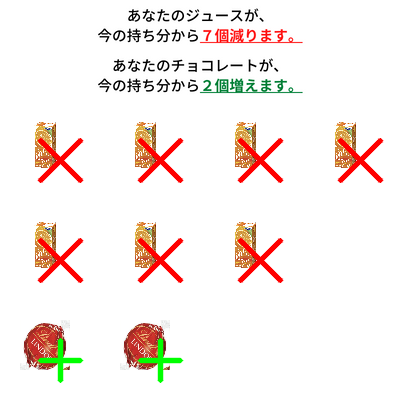 あなたのジュースが、
今の持ち分から７個減ります。
あなたのチョコレートが、
今の持ち分から２個増えます。